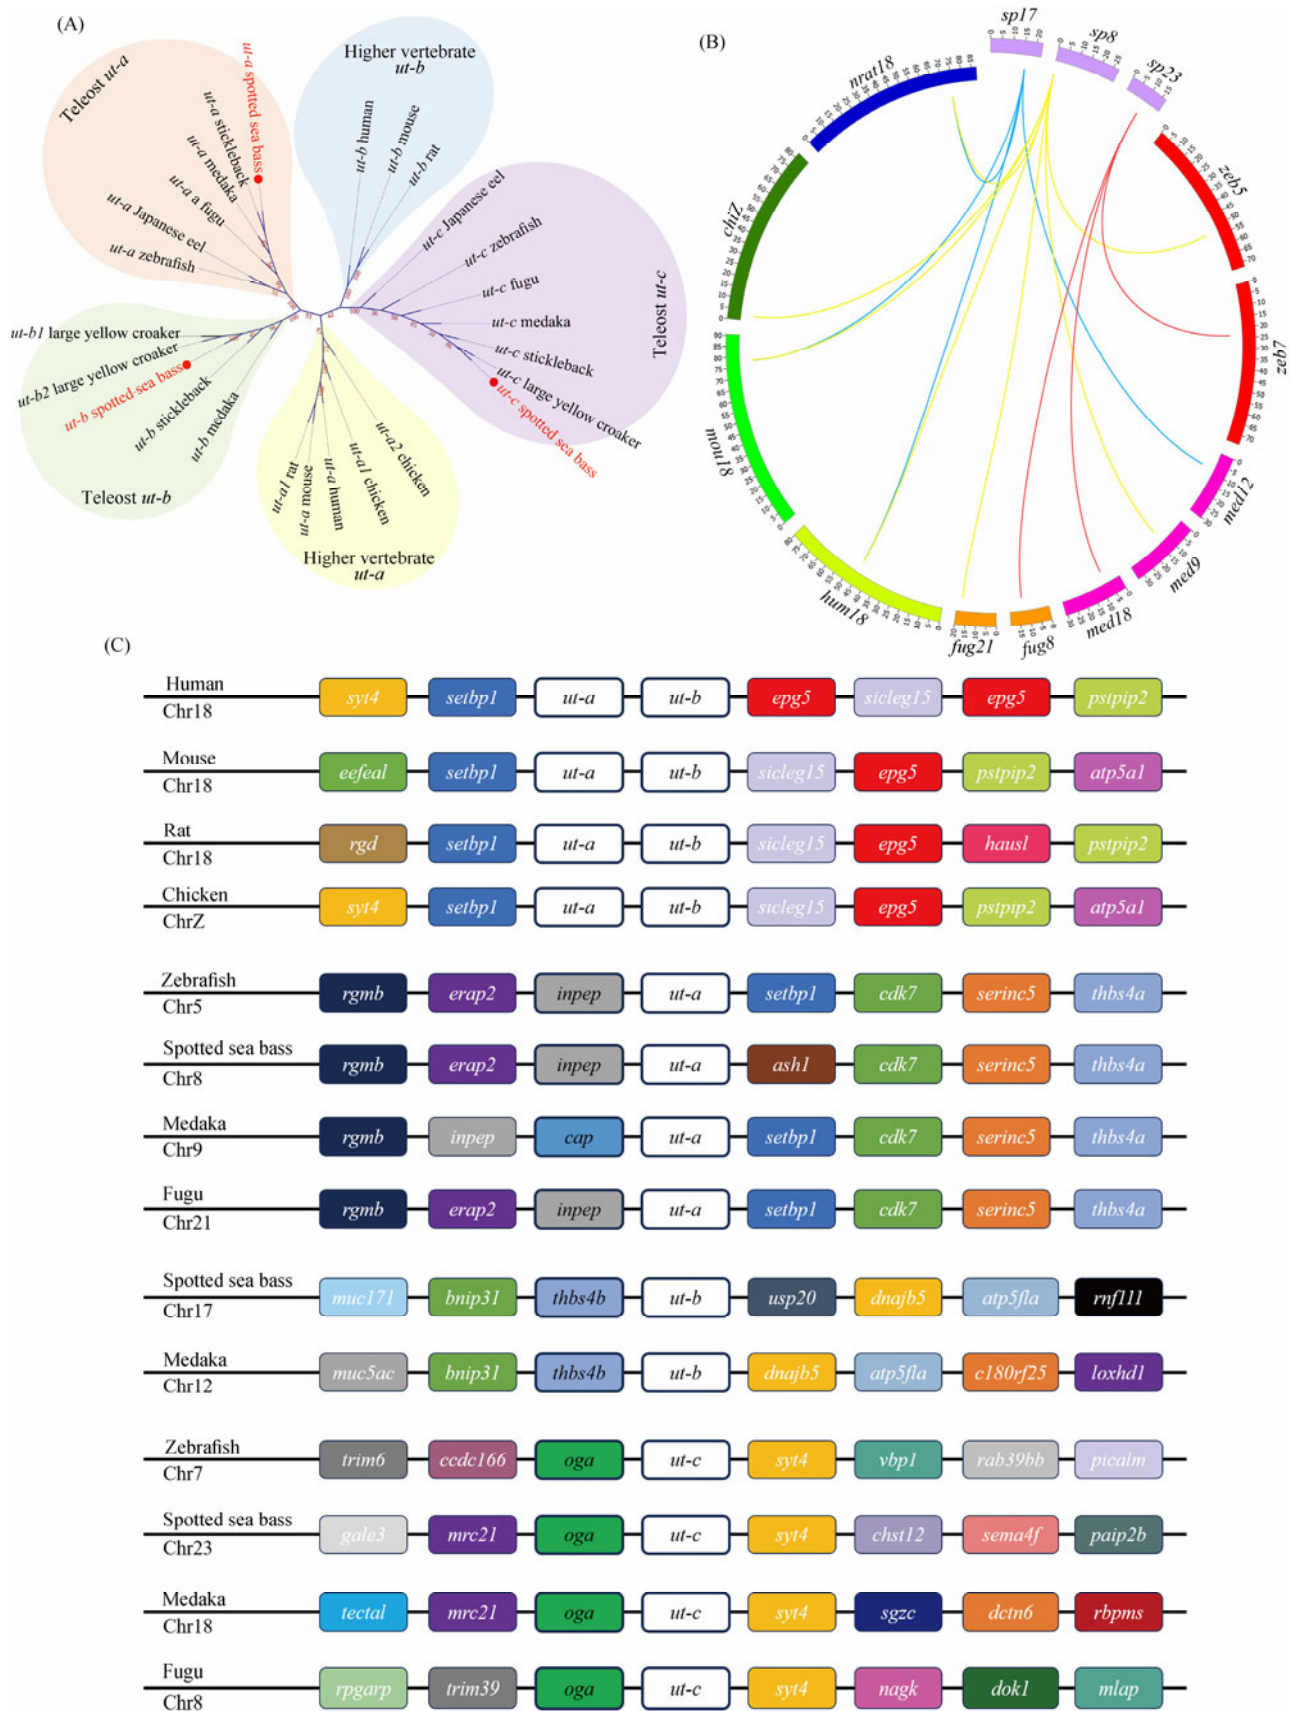 (A)
Teleost ut-a
ut-a spotted sea bass
ut-a stickleback
ut-a medaka
ut-a a fugu
ut-a Japanese eel
ut-a zebrafish
Higher vertebrate
ut-b
ut-b human
ut-b mouse
ut-b rat
ut-c Japanese eel
ut-c zebrafish
ut-c fugu
ut-c medaka
ut-c stickleback
ut-c large yellow croaker
ut-c spotted sea bass
Teleost ut-c
ut-b1 large yellow croaker
ut-b2 large yellow croaker
ut-b spotted sea bass
ut-b stickleback
ut-b medaka
Teleost ut-b
ut-a1 rat
ut-a mouse
ut-a human
ut-a1 chicken
ut-a2 chicken
Higher vertebrate
ut-a
(B)
sp17
sp8
sp23
zeb5
zeb7
med12
med9
med18
fug8
fug21
hum18
mou18
chiZ
nrat18
(C)
Human
Chr18
syt4 setbp1 ut-a ut-b epg5 sicleg15 epg5 pstpip2
Mouse
Chr18
eefeal setbp1 ut-a ut-b sicleg15 epg5 pstpip2 atp5a1
Rat
Chr18
rgd setbp1 ut-a ut-b sicleg15 epg5 hausl pstpip2
Chicken
ChrZ
syt4 setbp1 ut-a ut-b sicleg15 epg5 pstpip2 atp5a1
Zebrafish
Chr5
rgmb erap2 inpep ut-a setbp1 cdk7 serinc5 thbs4a
Spotted sea bass
Chr8
rgmb erap2 inpep ut-a ash1 cdk7 serinc5 thbs4a
Medaka
Chr9
rgmb inpep cap ut-a setbp1 cdk7 serinc5 thbs4a
Fugu
Chr21
rgmb erap2 inpep ut-a setbp1 cdk7 serinc5 thbs4a
Spotted sea bass
Chr17
muc171 bnip31 thbs4b ut-b usp20 dnajb5 atp5fla rnf111
Medaka
Chr12
muc5ac bnip31 thbs4b ut-b dnajb5 atp5fla c180rf25 loxhd1
Zebrafish
Chr7
trim6 ccdc166 oga ut-c syt4 vbp1 rab39bb picalm
Spotted sea bass
Chr23
gale3 mrc21 oga ut-c syt4 chst12 sema4f paip2b
Medaka
Chr18
tectal mrc21 oga ut-c syt4 sgzc dctn6 rbpms
Fugu
Chr8
rpgarp trim39 oga ut-c syt4 nagk dok1 mlap